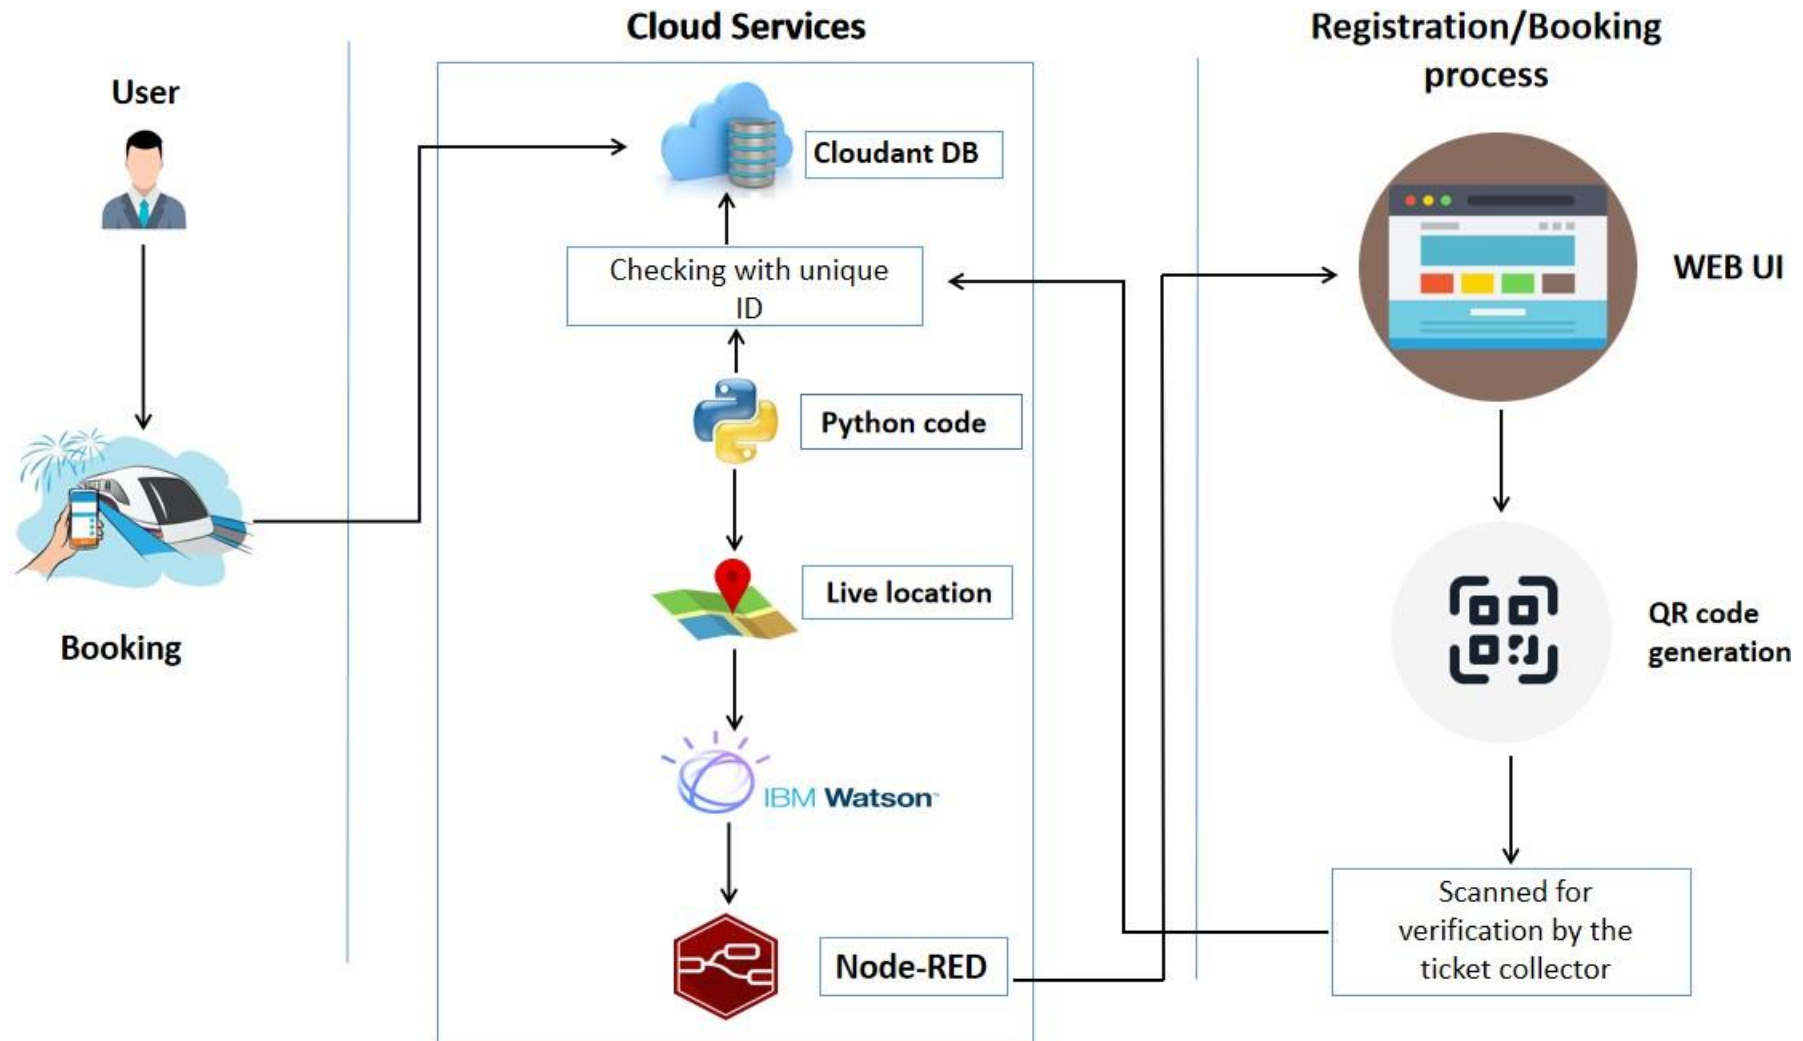 Cloud Services
Registration/Booking
process
User
Cloudant DB
Checking with unique
ID
WEB UI
Python code
Live location
Booking
QR code
generation
IBM Watson™
Node-RED
Scanned for
verification by the
ticket collector